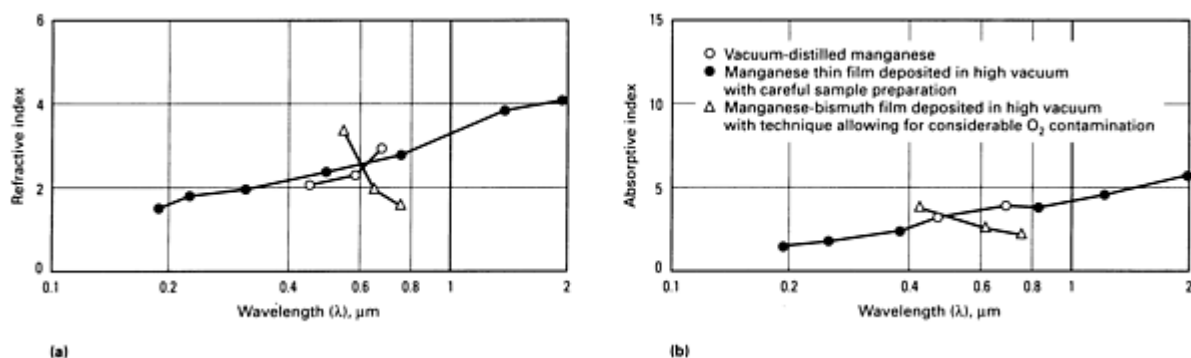 6
4
2
0
Refractive index
0.1
0.2
0.4
0.6
0.8
1
2
Wavelength (λ), μm
(a)
15
10
5
0
Absorptive index
Vacuum-distilled manganese
Manganese thin film deposited in high vacuum
with careful sample preparation
Manganese-bismuth film deposited in high vacuum
with technique allowing for considerable O₂ contamination
0.1
0.2
0.4
0.6
0.8
1
2
Wavelength (λ), μm
(b)